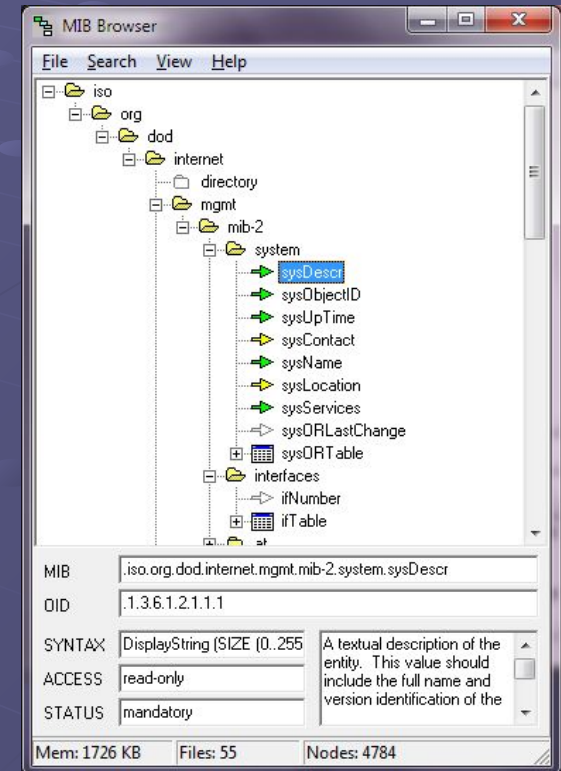 MIB Browser
File Search View Help
iso
org
dod
internet
directory
mgmt
mib-2
system
sysDescr
sysObjectID
sysUpTime
sysContact
sysName
sysLocation
sysServices
sysORLastChange
sysORTable
interfaces
ifNumber
ifTable
at
MIB .iso.org.dod.internet.mgmt.mib-2.system.sysDescr
OID .1.3.6.1.2.1.1.1
SYNTAX DisplayString (SIZE (0..255
ACCESS read-only
STATUS mandatory
A textual description of the
entity. This value should
include the full name and
version identification of the
Mem: 1726 KB Files: 55 Nodes: 4784